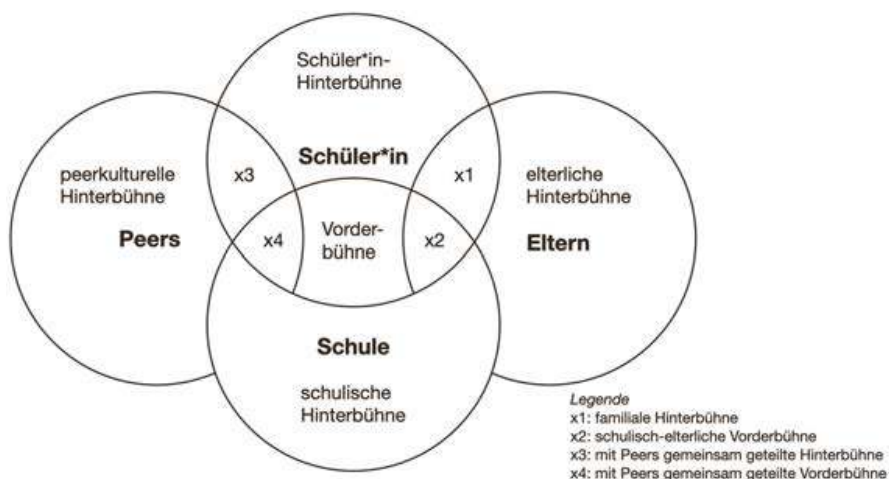 Schüler*in-
Hinterbühne
Schüler*in
peerkulturelle
Hinterbühne
Peers
x3
x1
elterliche
Hinterbühne
Eltern
x4
Vorder-
bühne
x2
Schule
schulische
Hinterbühne
Legende
x1: familiale Hinterbühne
x2: schulisch-elterliche Vorderbühne
x3: mit Peers gemeinsam geteilte Hinterbühne
x4: mit Peers gemeinsam geteilte Vorderbühne